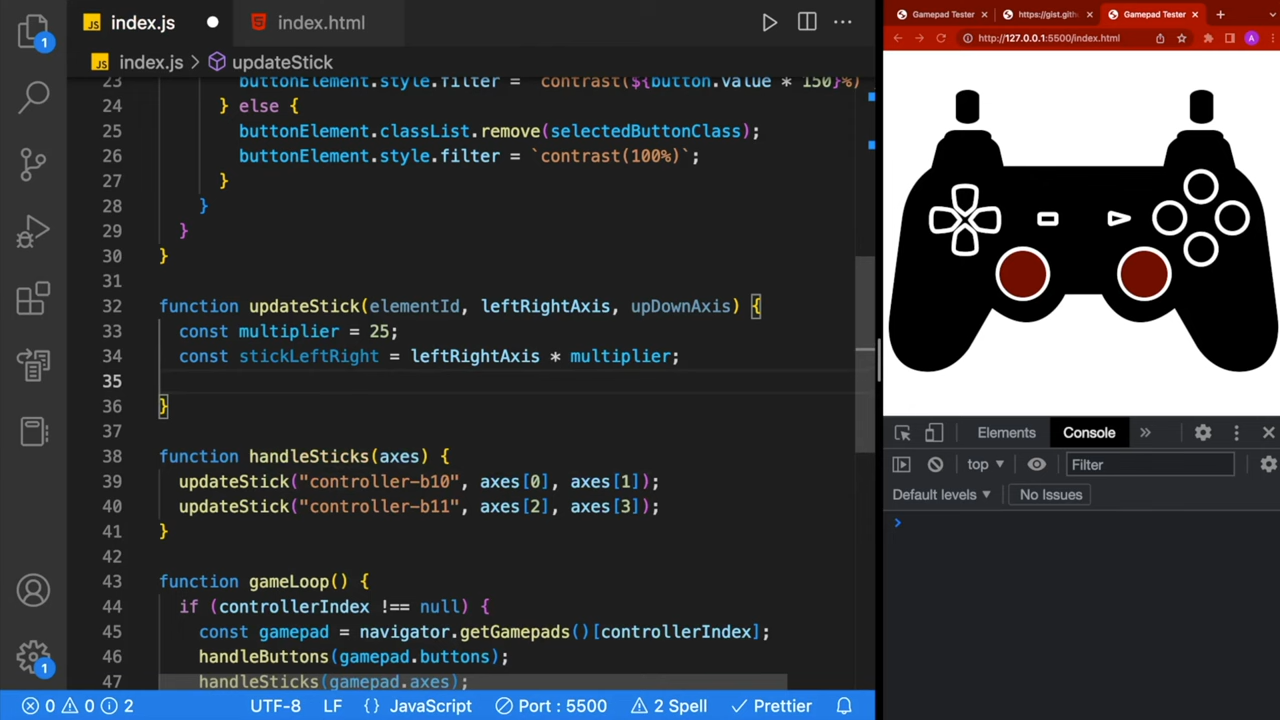 index.js
index.html
index.js > updateStick
23 buttonElement.style.filter = `contrast(${button.value * 150}%)
24 } else {
25 buttonElement.classList.remove(selectedButtonClass);
26 buttonElement.style.filter = `contrast(100%)`;
27 }
28 }
29 }
30 }
31
32 function updateStick(elementId, leftRightAxis, upDownAxis) {
33 const multiplier = 25;
34 const stickLeftRight = leftRightAxis * multiplier;
35
36 }
37
38 function handleSticks(axes) {
39 updateStick("controller-b10", axes[0], axes[1]);
40 updateStick("controller-b11", axes[2], axes[3]);
41 }
42
43 function gameLoop() {
44 if (controllerIndex !== null) {
45 const gamepad = navigator.getGamepads()[controllerIndex];
46 handleButtons(gamepad.buttons);
47 handleSticks(gamepad.axes);
1
1
0 0 2 UTF-8 LF {} JavaScript Port : 5500 2 Spell Prettier
Gamepad Tester
https://gist.gith
Gamepad Tester
http://127.0.0.1:5500/index.html
A
Elements Console
top Filter
Default levels No Issues